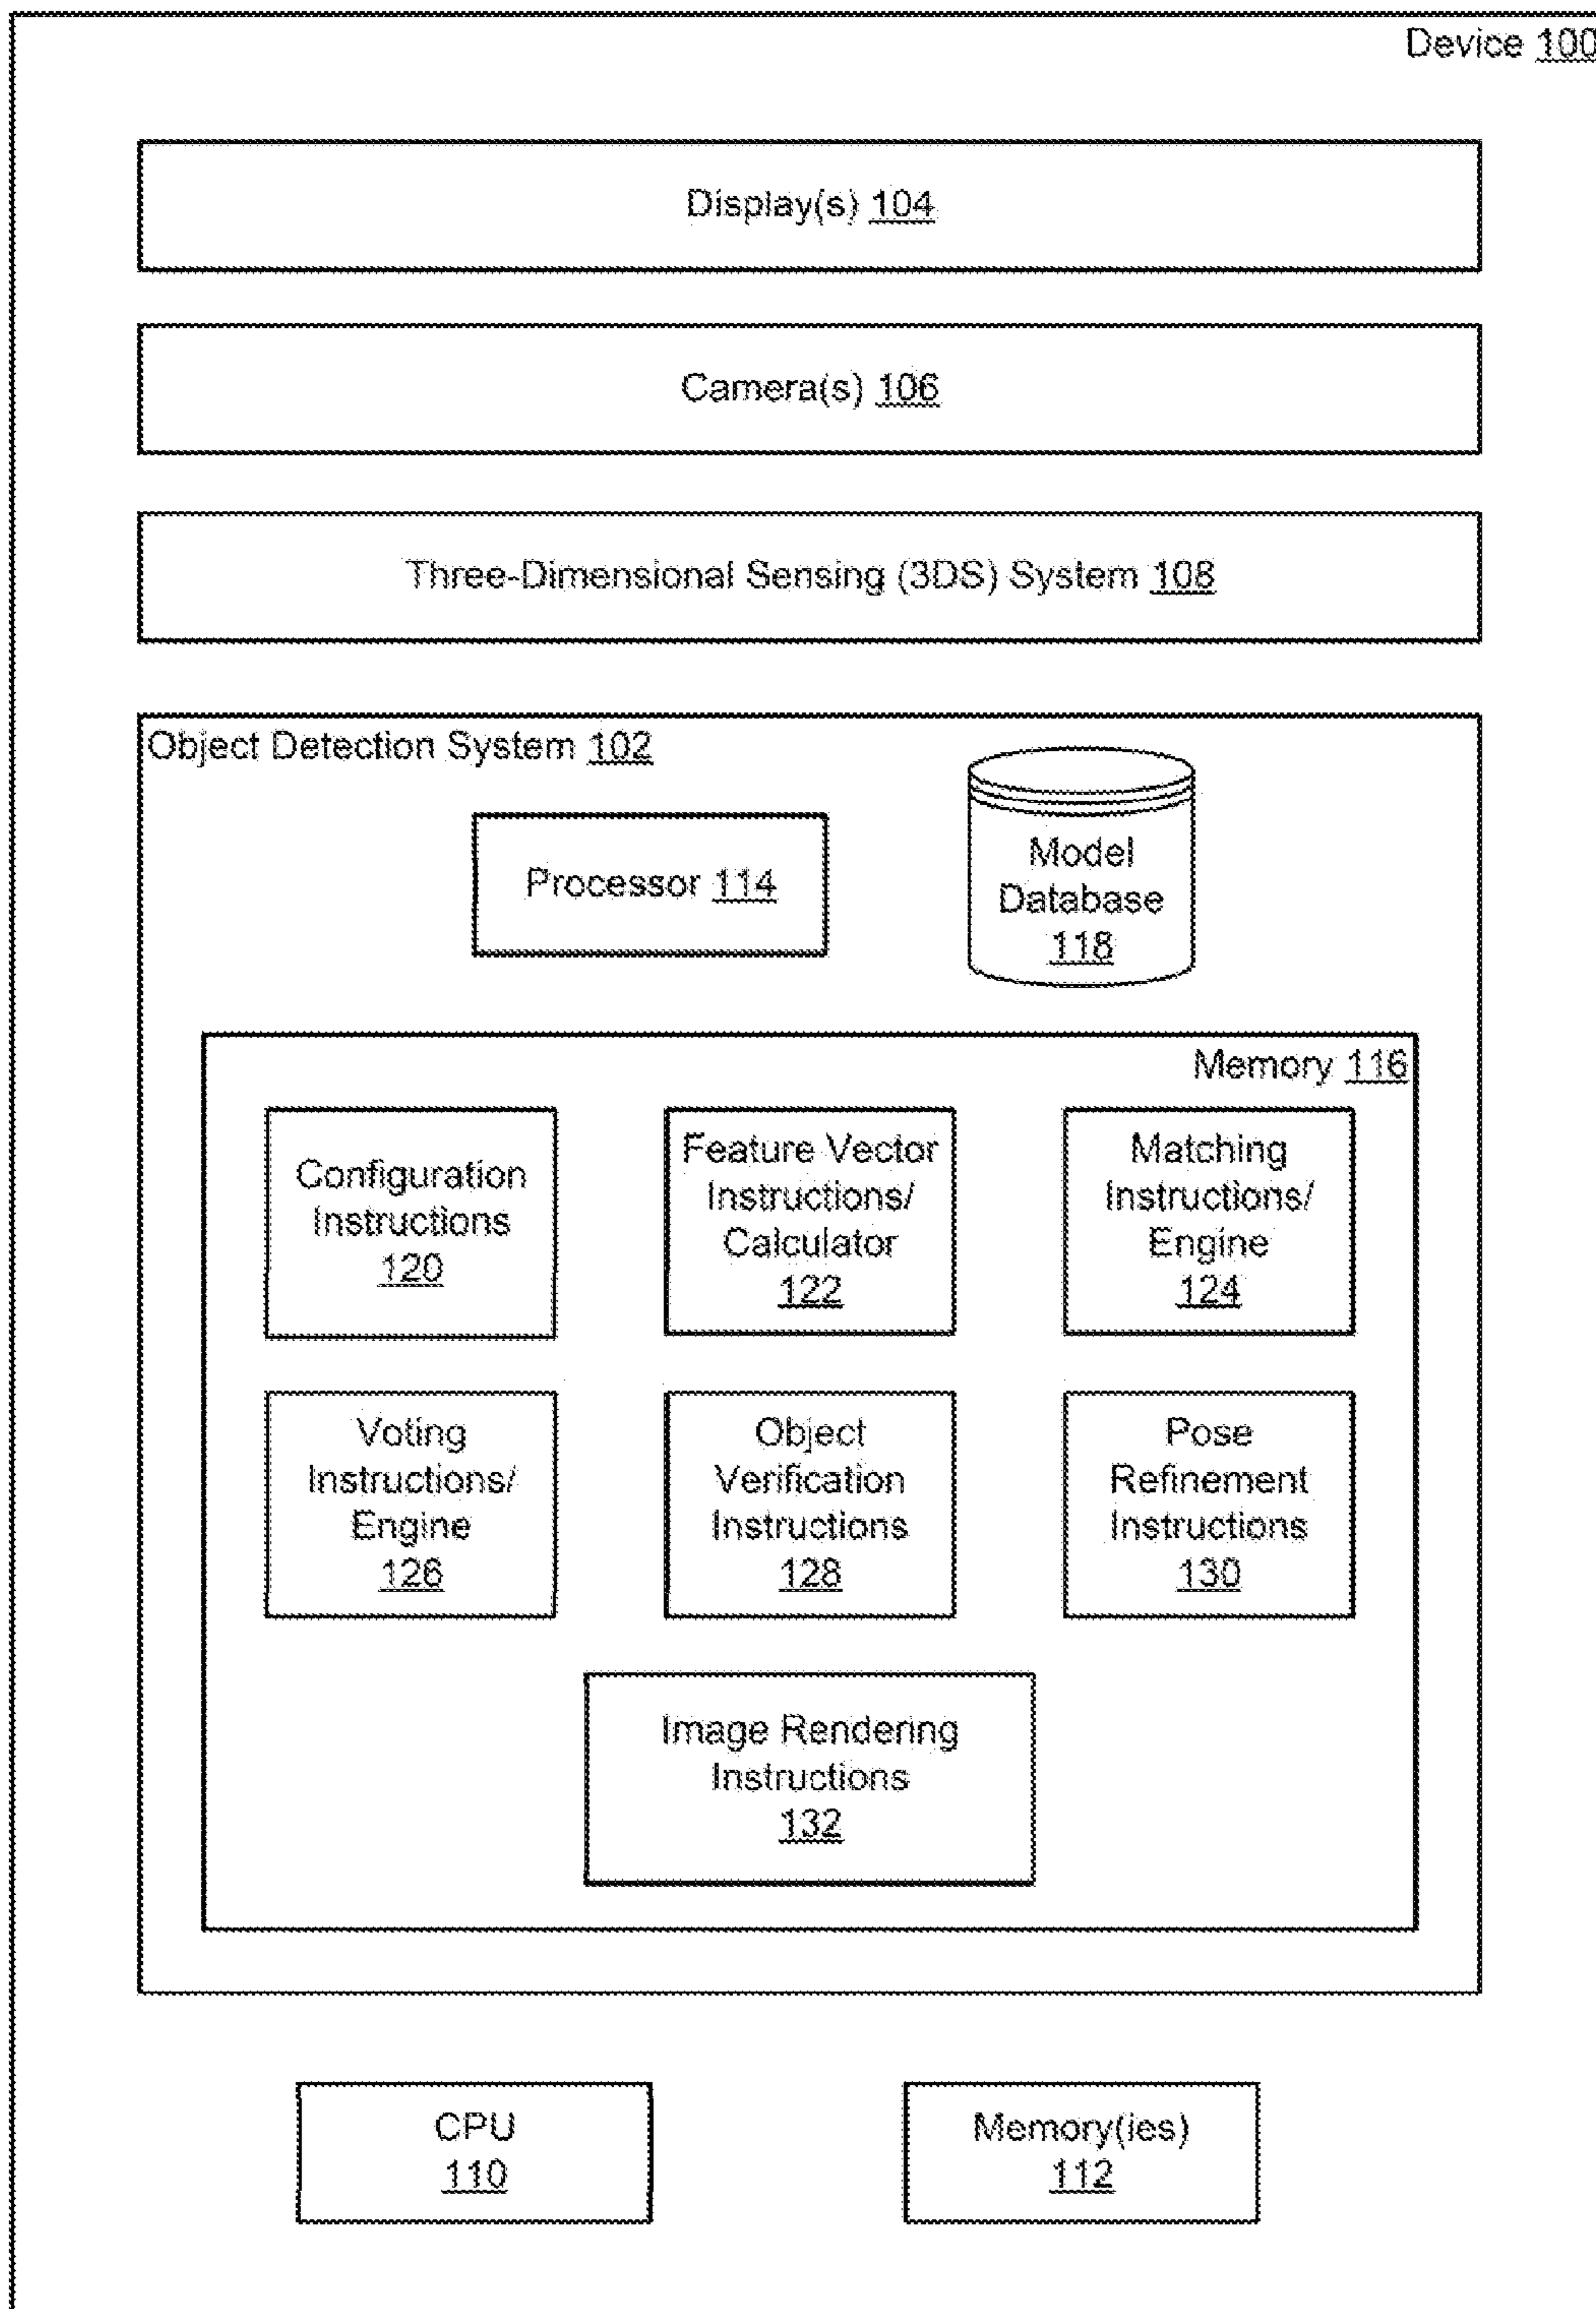 Device 100
Display(s) 104
Camera(s) 106
Three-Dimensional Sensing (3DS) System 108
Object Detection System 102
Processor 114
Model
Database
118
Memory 116
Configuration
Instructions
120
Feature Vector
Instructions/
Calculator
122
Matching
Instructions/
Engine
124
Voting
Instructions/
Engine
126
Object
Verification
Instructions
128
Pose
Refinement
Instructions
130
Image Rendering
Instructions
132
CPU
110
Memory(ies)
112